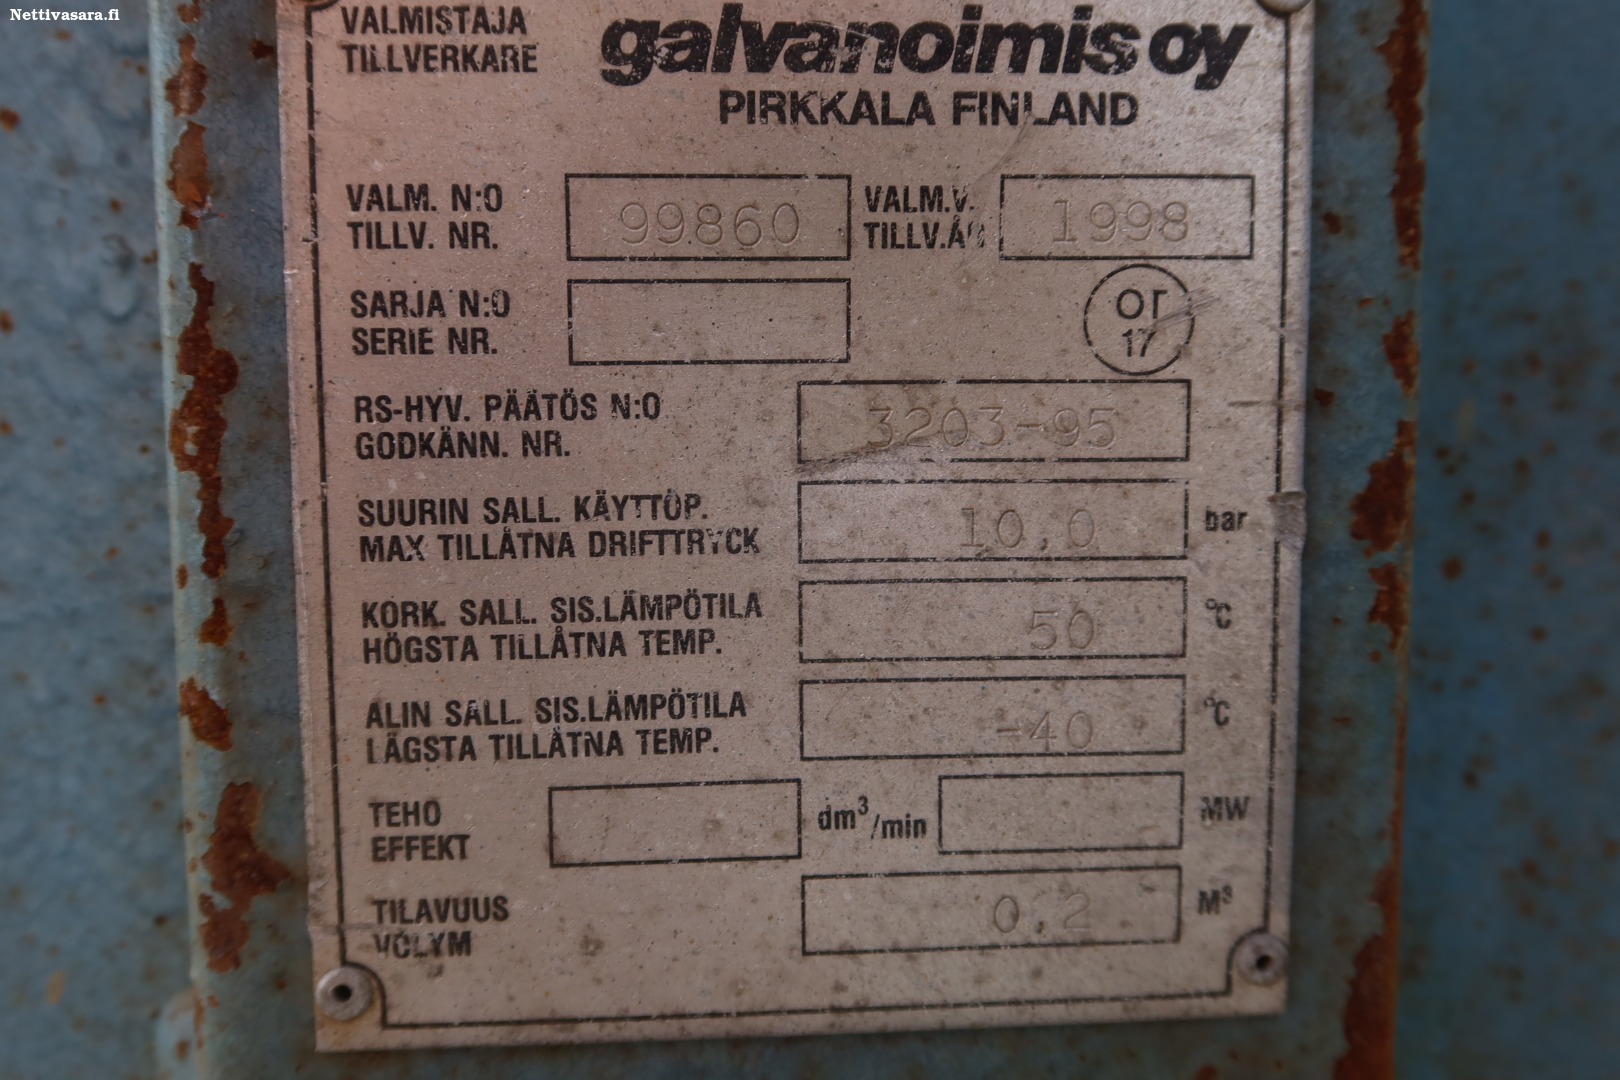 Nettivasara.fi
VALMISTAJA
TILLVERKARE
galvanoimis oy
PIRKKALA FINLAND
VALM. N:O
TILLV. NR.
99860
VALM.V.
TILLV.ÅR
1998
SARJA N:O
SERIE NR.
OT
17
RS-HYV. PÄÄTÖS N:O
GODKÄNN. NR.
3203-95
SUURIN SALL. KÄYTTÖP.
MAX TILLÅTNA DRIFTTRYCK
10,0
bar
KORK. SALL. SIS.LÄMPÖTILA
HÖGSTA TILLÅTNA TEMP.
50
°C
ALIN SALL. SIS.LÄMPÖTILA
LÄGSTA TILLÅTNA TEMP.
-40
°C
TEHO
EFFEKT
dm³/min
MW
TILAVUUS
VOLYM
0,2
M³